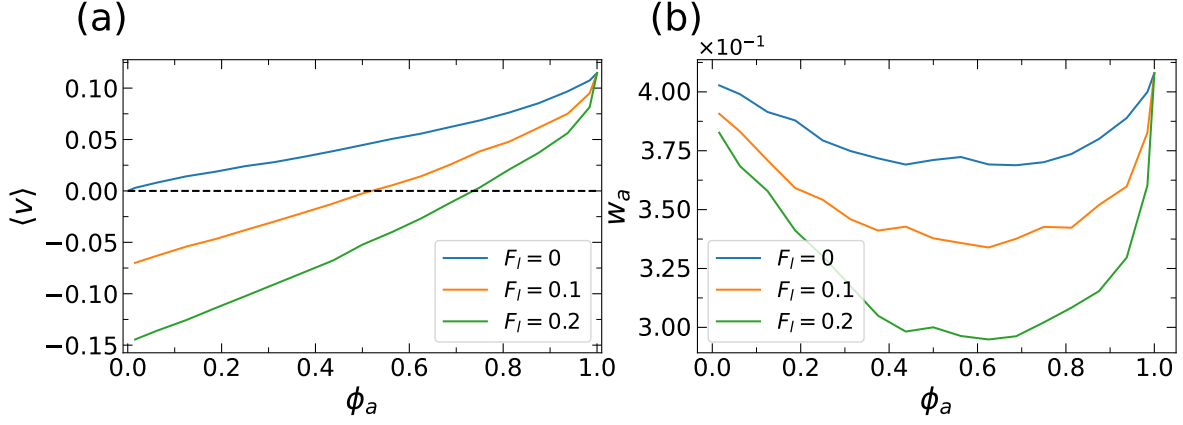 (a)
0.10
0.05
0.00
−0.05
−0.10
−0.15
⟨v⟩
0.0 0.2 0.4 0.6 0.8 1.0
ϕ_a
F_l = 0
F_l = 0.1
F_l = 0.2
(b)
×10⁻¹
4.00
3.75
3.50
3.25
3.00
w_a
0.0 0.2 0.4 0.6 0.8 1.0
ϕ_a
F_l = 0
F_l = 0.1
F_l = 0.2